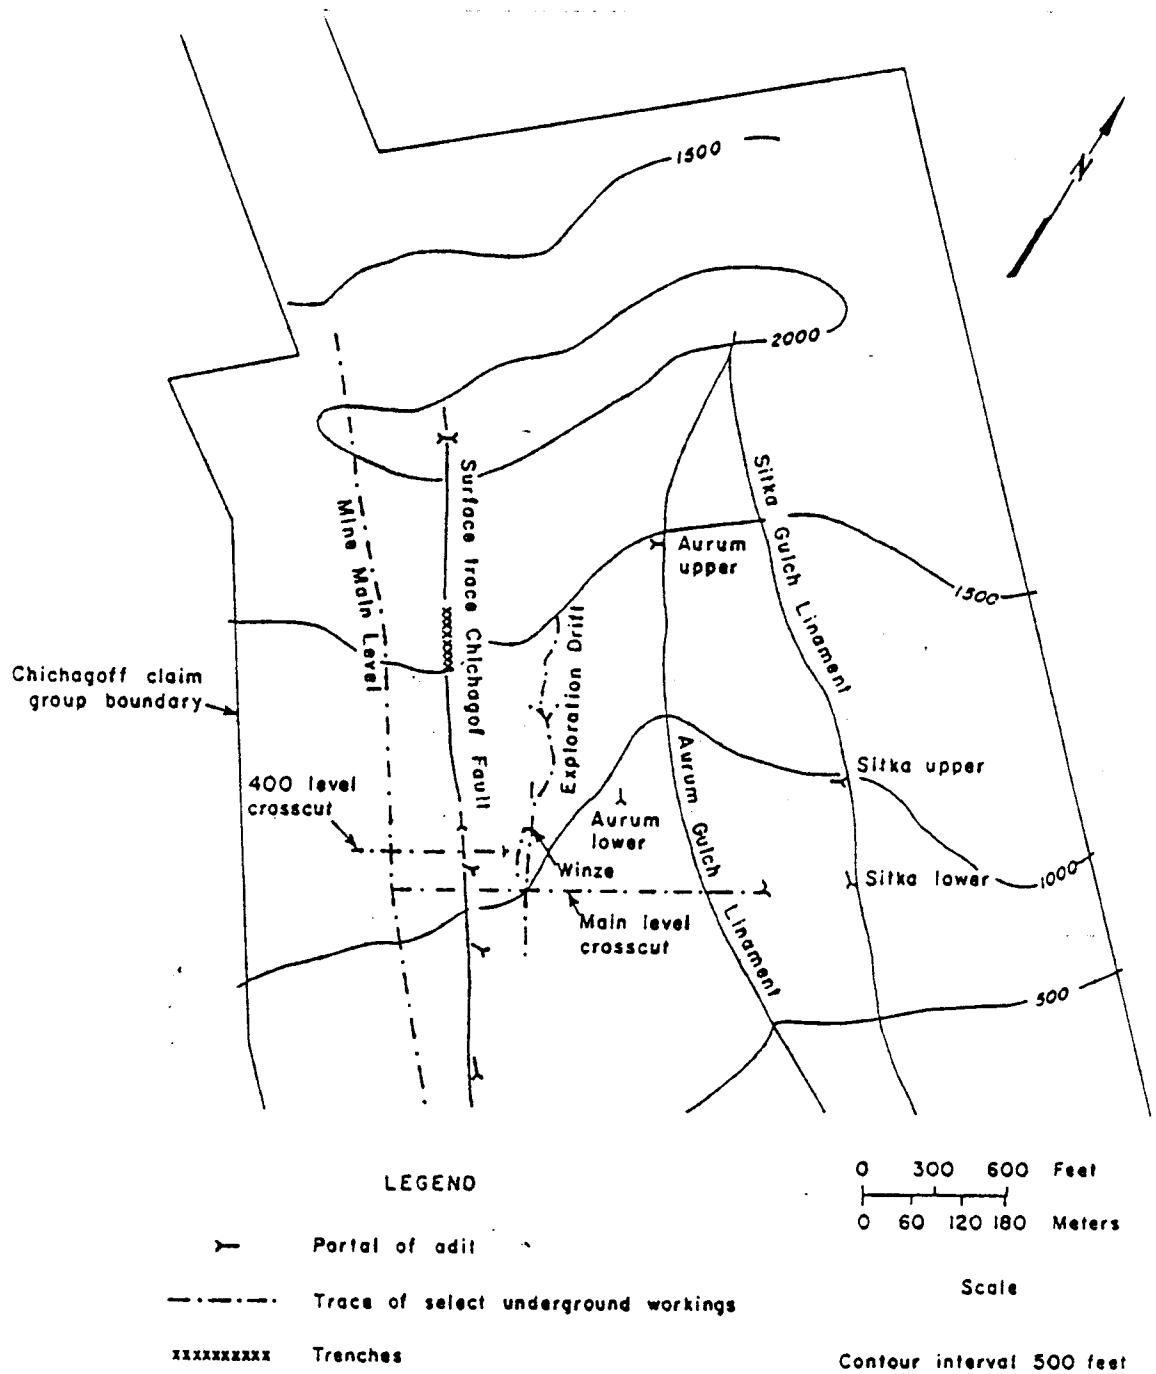 1500
N
2000
Sitka Gulch Linament
Surface trace Chichagof Fault
Mine Main Level
Aurum
upper
1500
Exploration Drift
Chichagoff claim
group boundary
Aurum Gulch Linament
Sitka upper
400 level
crosscut
Aurum
lower
Winze
Sitka lower
1000
Main level
crosscut
500
LEGEND
Portal of adit
Trace of select underground workings
xxxxxxxxxx Trenches
0 300 600 Feet
0 60 120 180 Meters
Scale
Contour interval 500 feet